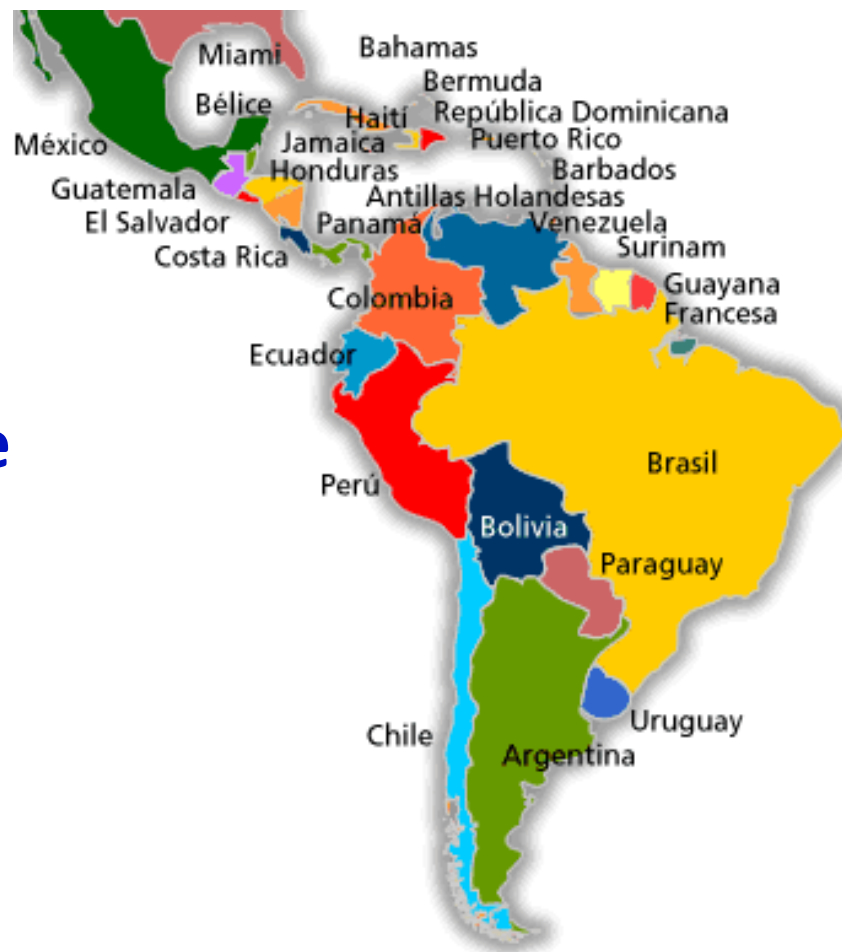 Miami
Bahamas
Bermuda
Bélice
Haití
República Dominicana
México
Jamaica
Puerto Rico
Honduras
Barbados
Guatemala
Antillas Holandesas
El Salvador
Panamá
Venezuela
Costa Rica
Surinam
Colombia
Guayana
Francesa
Ecuador
e
Brasil
Perú
Bolivia
Paraguay
Uruguay
Chile
Argentina